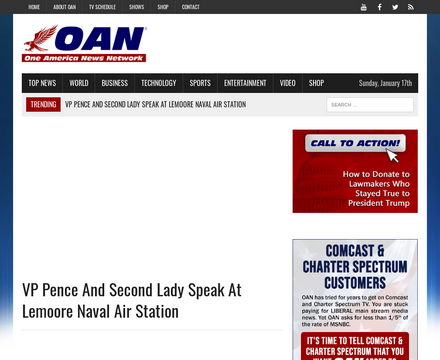 HOME ABOUT OAN TV SCHEDULE SHOWS SHOP CONTACT
OAN
One America News Network
TOP NEWS WORLD BUSINESS TECHNOLOGY SPORTS ENTERTAINMENT VIDEO SHOP Sunday, January 17th
TRENDING VP PENCE AND SECOND LADY SPEAK AT LEMOORE NAVAL AIR STATION SEARCH ...
CALL TO ACTION!
How to Donate to
Lawmakers Who
Stayed True to
President Trump
VP Pence And Second Lady Speak At
Lemoore Naval Air Station
COMCAST &
CHARTER SPECTRUM
CUSTOMERS
OAN has tried for years to get on Comcast
and Charter Spectrum TV. You are stuck
paying for LIBERAL main stream media
news. Yet OAN asks for less than 1/5th of
the rate of MSNBC.
IT'S TIME TO TELL COMCAST &
CHARTER SPECTRUM THAT YOU